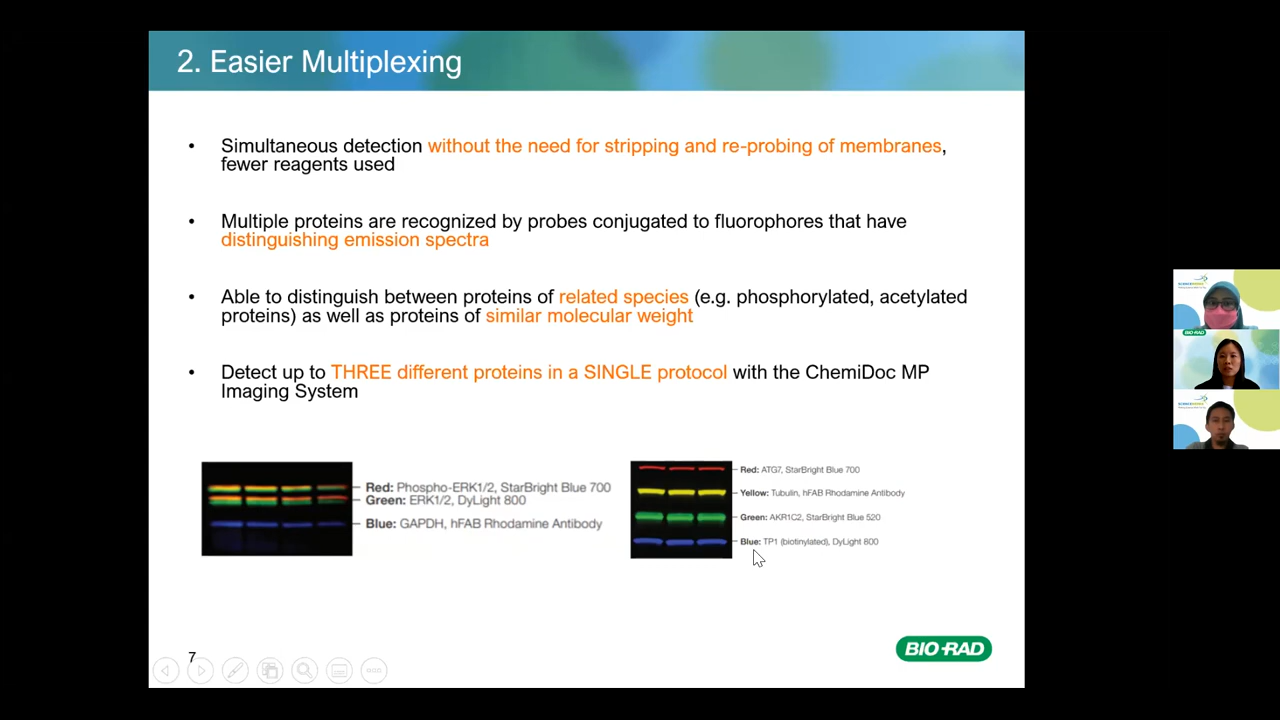 2. Easier Multiplexing
• Simultaneous detection without the need for stripping and re-probing of membranes,
fewer reagents used
• Multiple proteins are recognized by probes conjugated to fluorophores that have
distinguishing emission spectra
• Able to distinguish between proteins of related species (e.g. phosphorylated, acetylated
proteins) as well as proteins of similar molecular weight
• Detect up to THREE different proteins in a SINGLE protocol with the ChemiDoc MP
Imaging System
Red: Phospho-ERK1/2, StarBright Blue 700
Green: ERK1/2, DyLight 800
Blue: GAPDH, hFAB Rhodamine Antibody
Red: ATG7, StarBright Blue 700
Yellow: Tubulin, hFAB Rhodamine Antibody
Green: AKR1C2, StarBright Blue 520
Blue: TP1 (biotinylated), DyLight 800
7
BIO-RAD
BIO-RAD